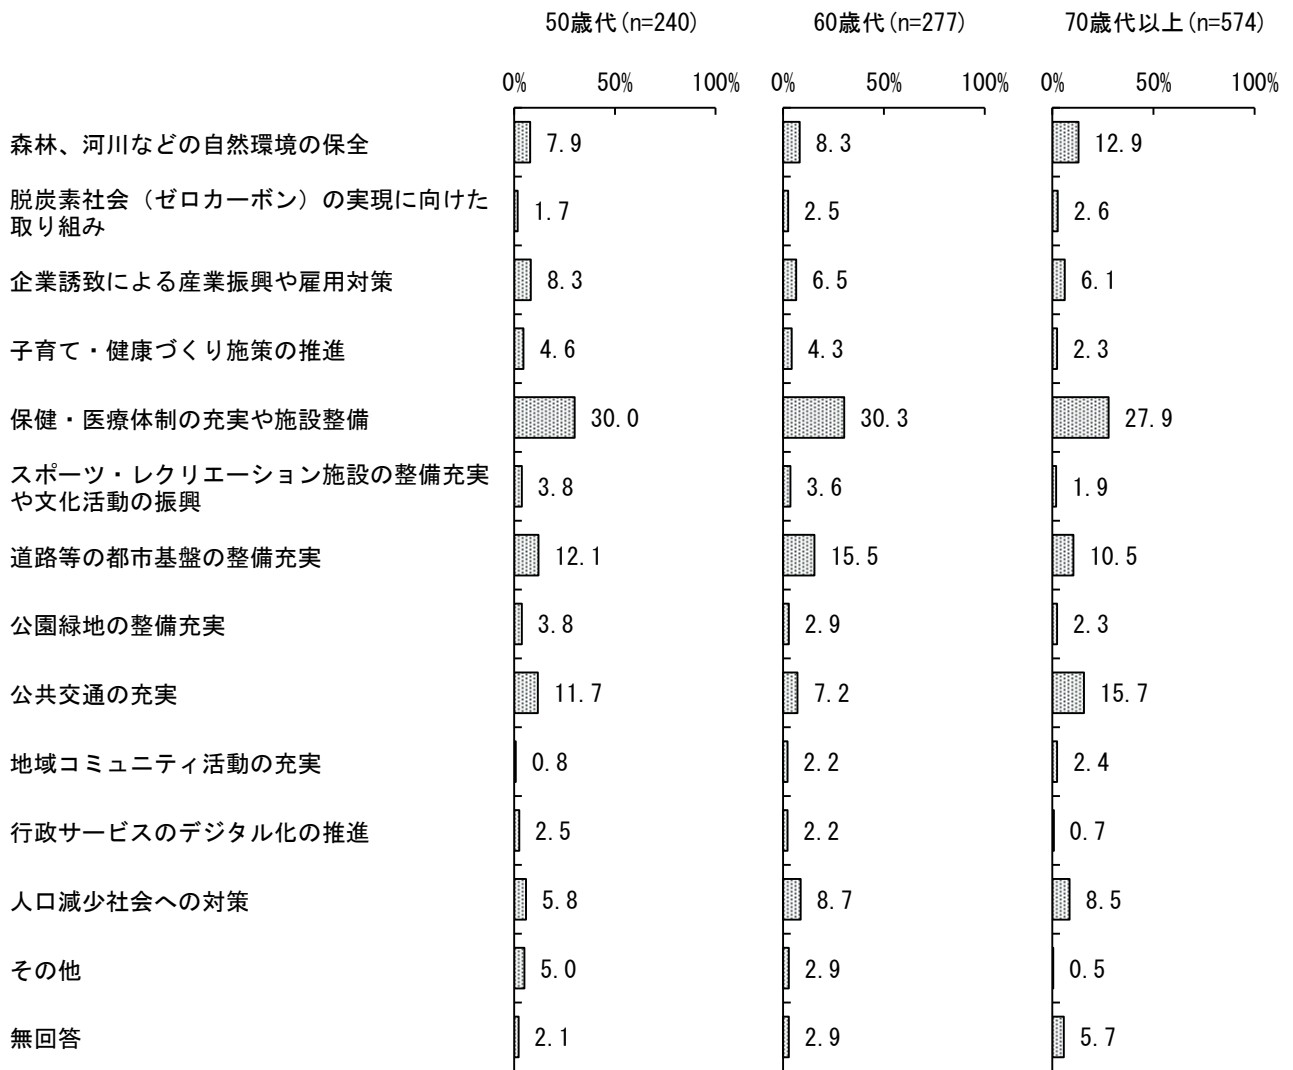 50歳代(n=240) 60歳代(n=277) 70歳代以上(n=574)
0% 50% 100% 0% 50% 100% 0% 50% 100%
森林、河川などの自然環境の保全 7.9 8.3 12.9
脱炭素社会（ゼロカーボン）の実現に向けた
取り組み 1.7 2.5 2.6
企業誘致による産業振興や雇用対策 8.3 6.5 6.1
子育て・健康づくり施策の推進 4.6 4.3 2.3
保健・医療体制の充実や施設整備 30.0 30.3 27.9
スポーツ・レクリエーション施設の整備充実
や文化活動の振興 3.8 3.6 1.9
道路等の都市基盤の整備充実 12.1 15.5 10.5
公園緑地の整備充実 3.8 2.9 2.3
公共交通の充実 11.7 7.2 15.7
地域コミュニティ活動の充実 0.8 2.2 2.4
行政サービスのデジタル化の推進 2.5 2.2 0.7
人口減少社会への対策 5.8 8.7 8.5
その他 5.0 2.9 0.5
無回答 2.1 2.9 5.7